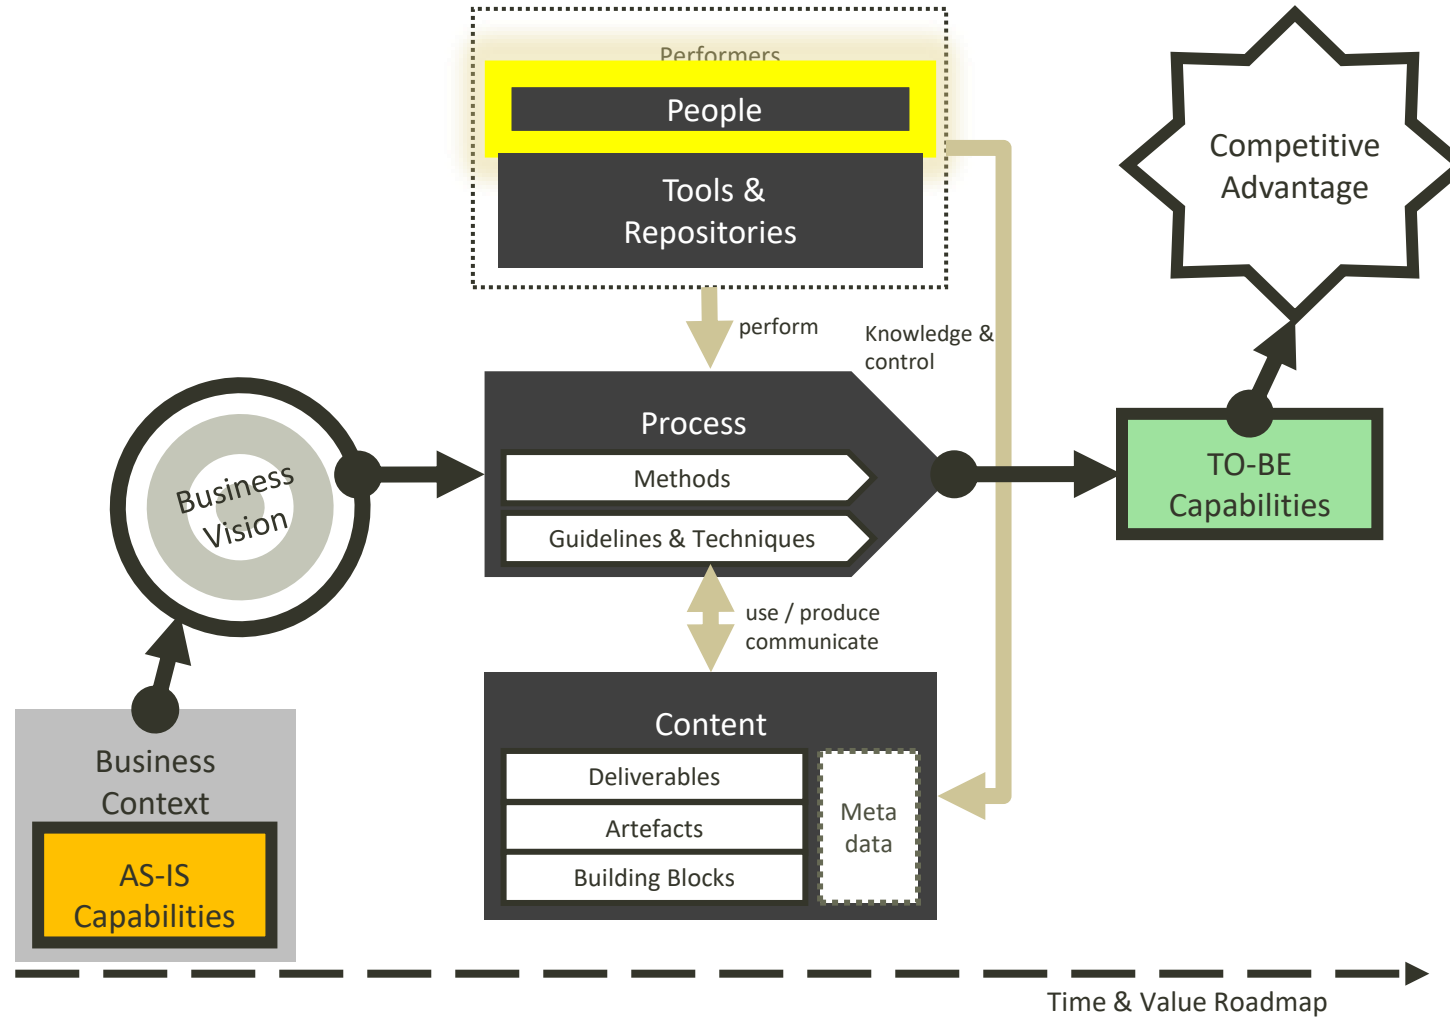 Performers
People
Tools &
Repositories
Competitive
Advantage
perform
Knowledge &
control
Process
Methods
Guidelines & Techniques
Business
Vision
TO-BE
Capabilities
use / produce
communicate
Content
Deliverables
Artefacts
Building Blocks
Meta
data
Business
Context
AS-IS
Capabilities
Time & Value Roadmap